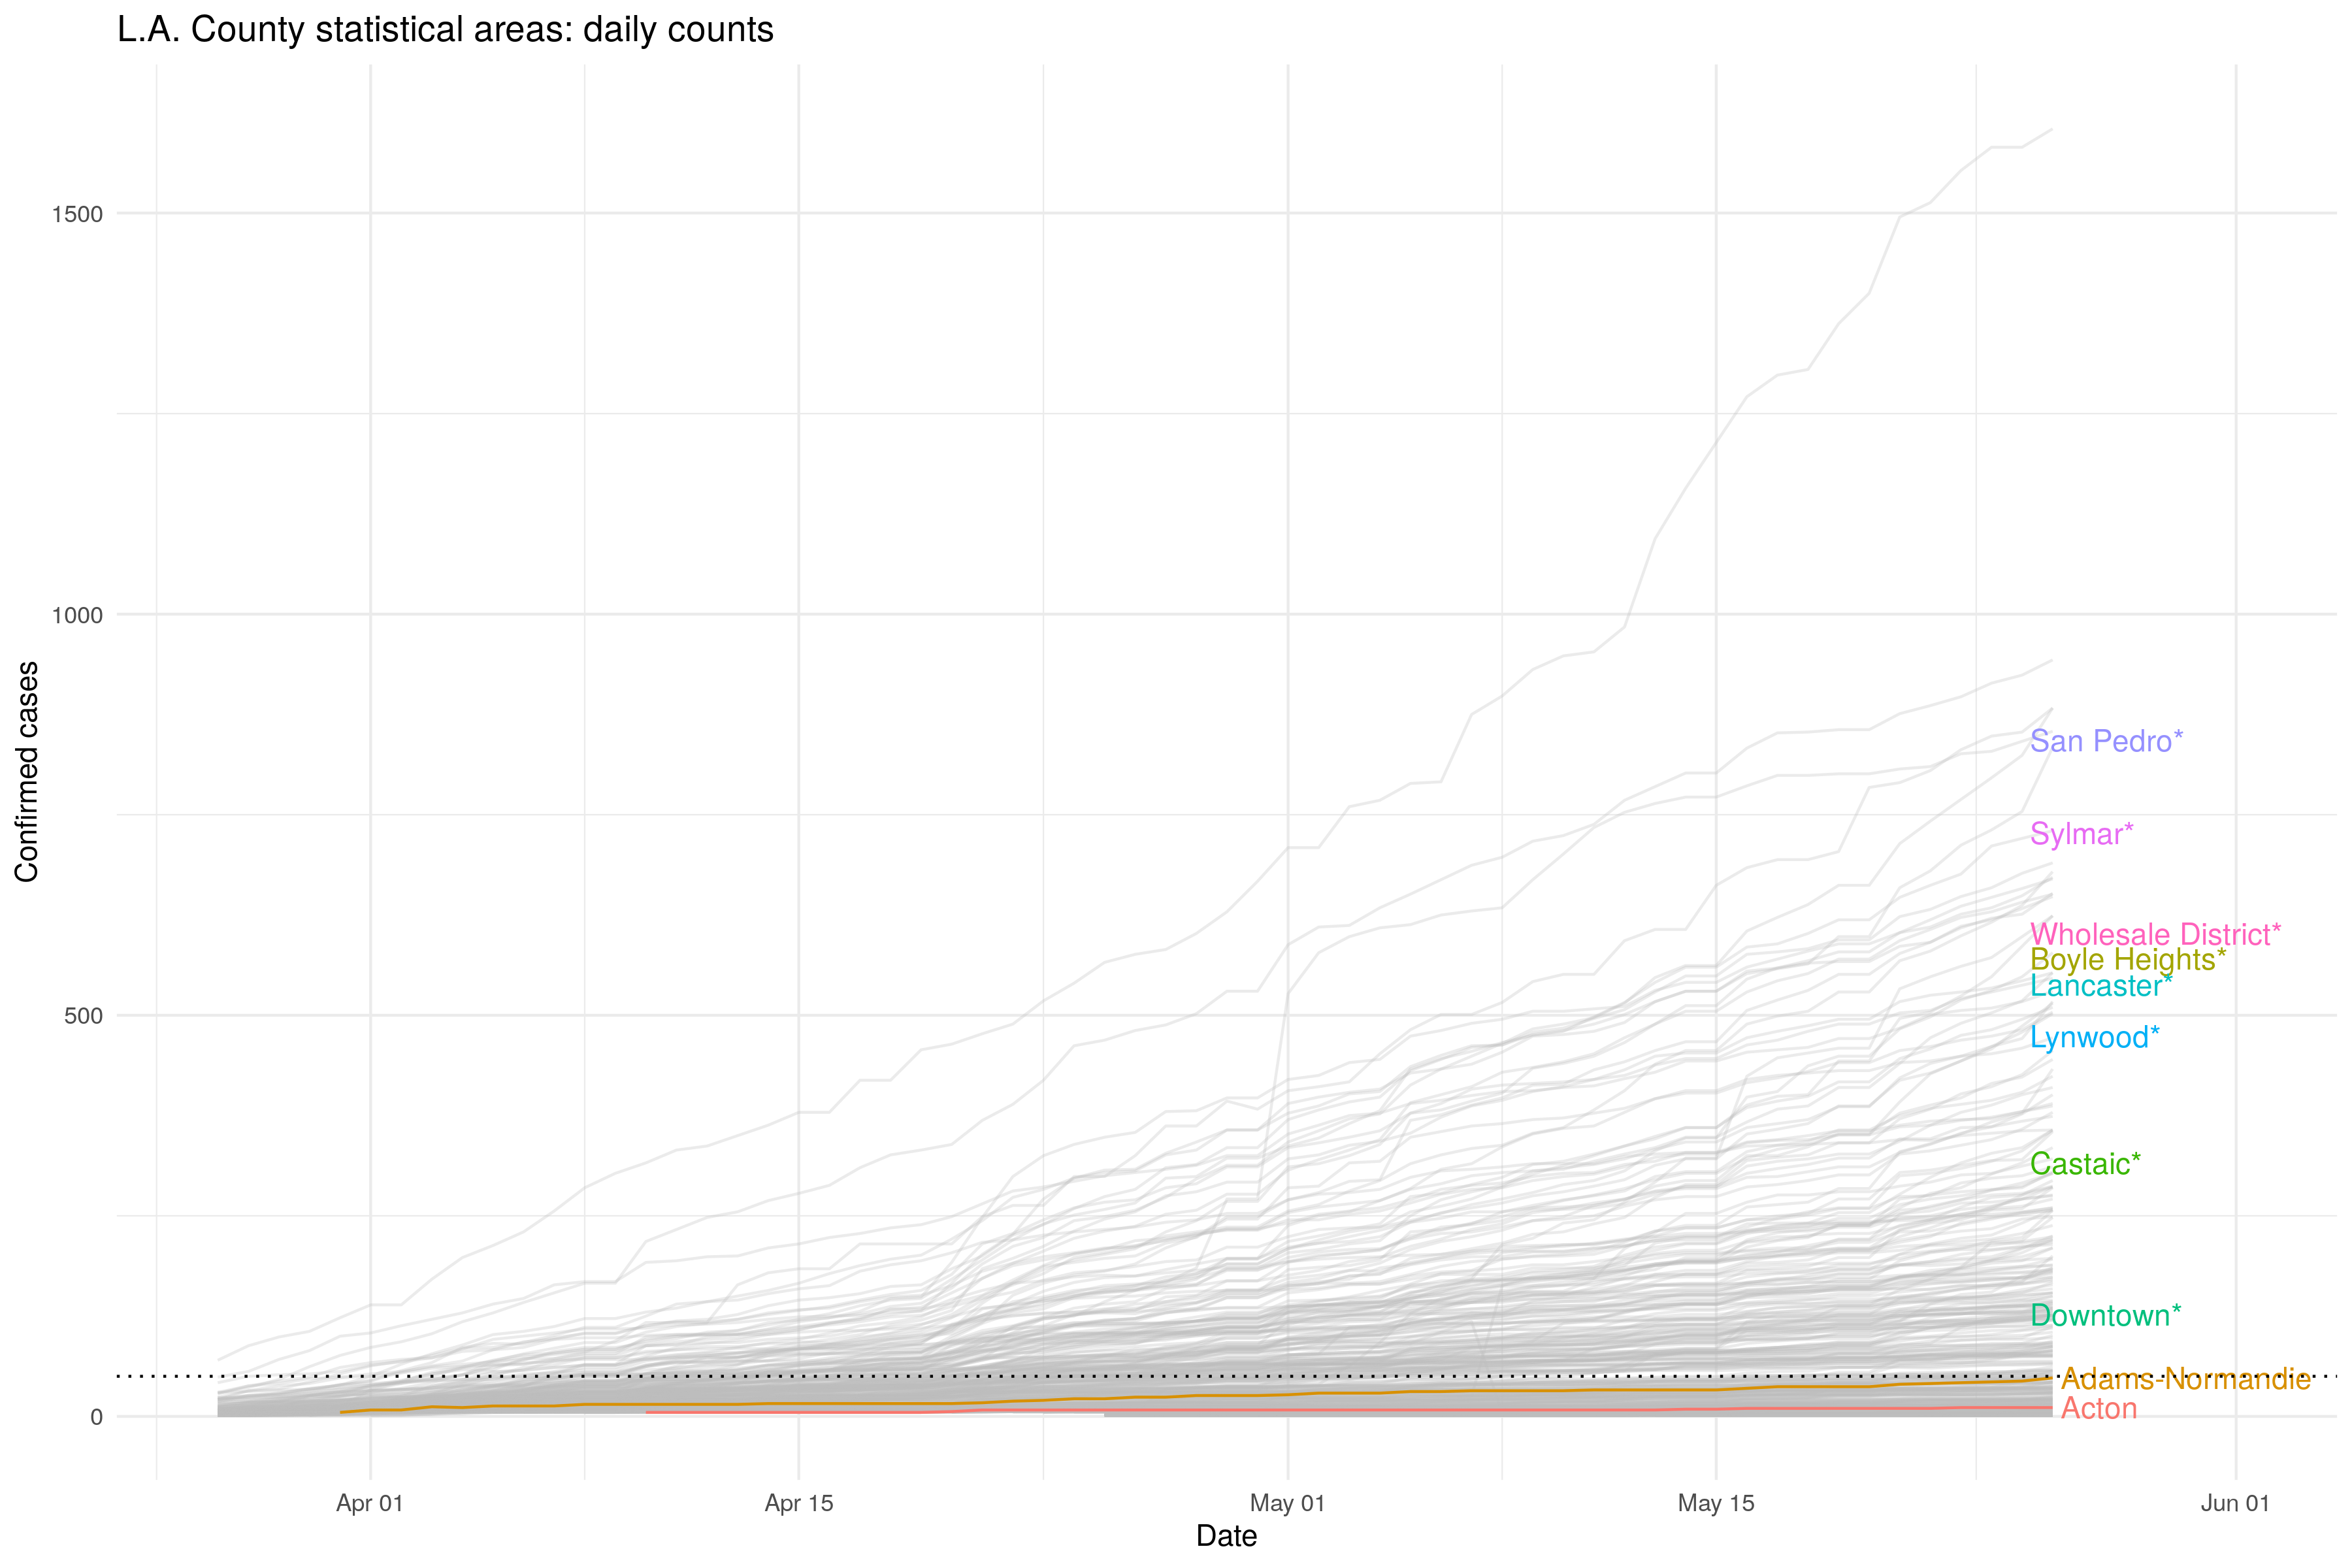 L.A. County statistical areas: daily counts
Confirmed cases
1500
1000
500
0
San Pedro*
Sylmar*
Wholesale District*
Boyle Heights*
Lancaster*
Lynwood*
Castaic*
Downtown*
Adams-Normandie
Acton
Apr 01
Apr 15
May 01
May 15
Jun 01
Date